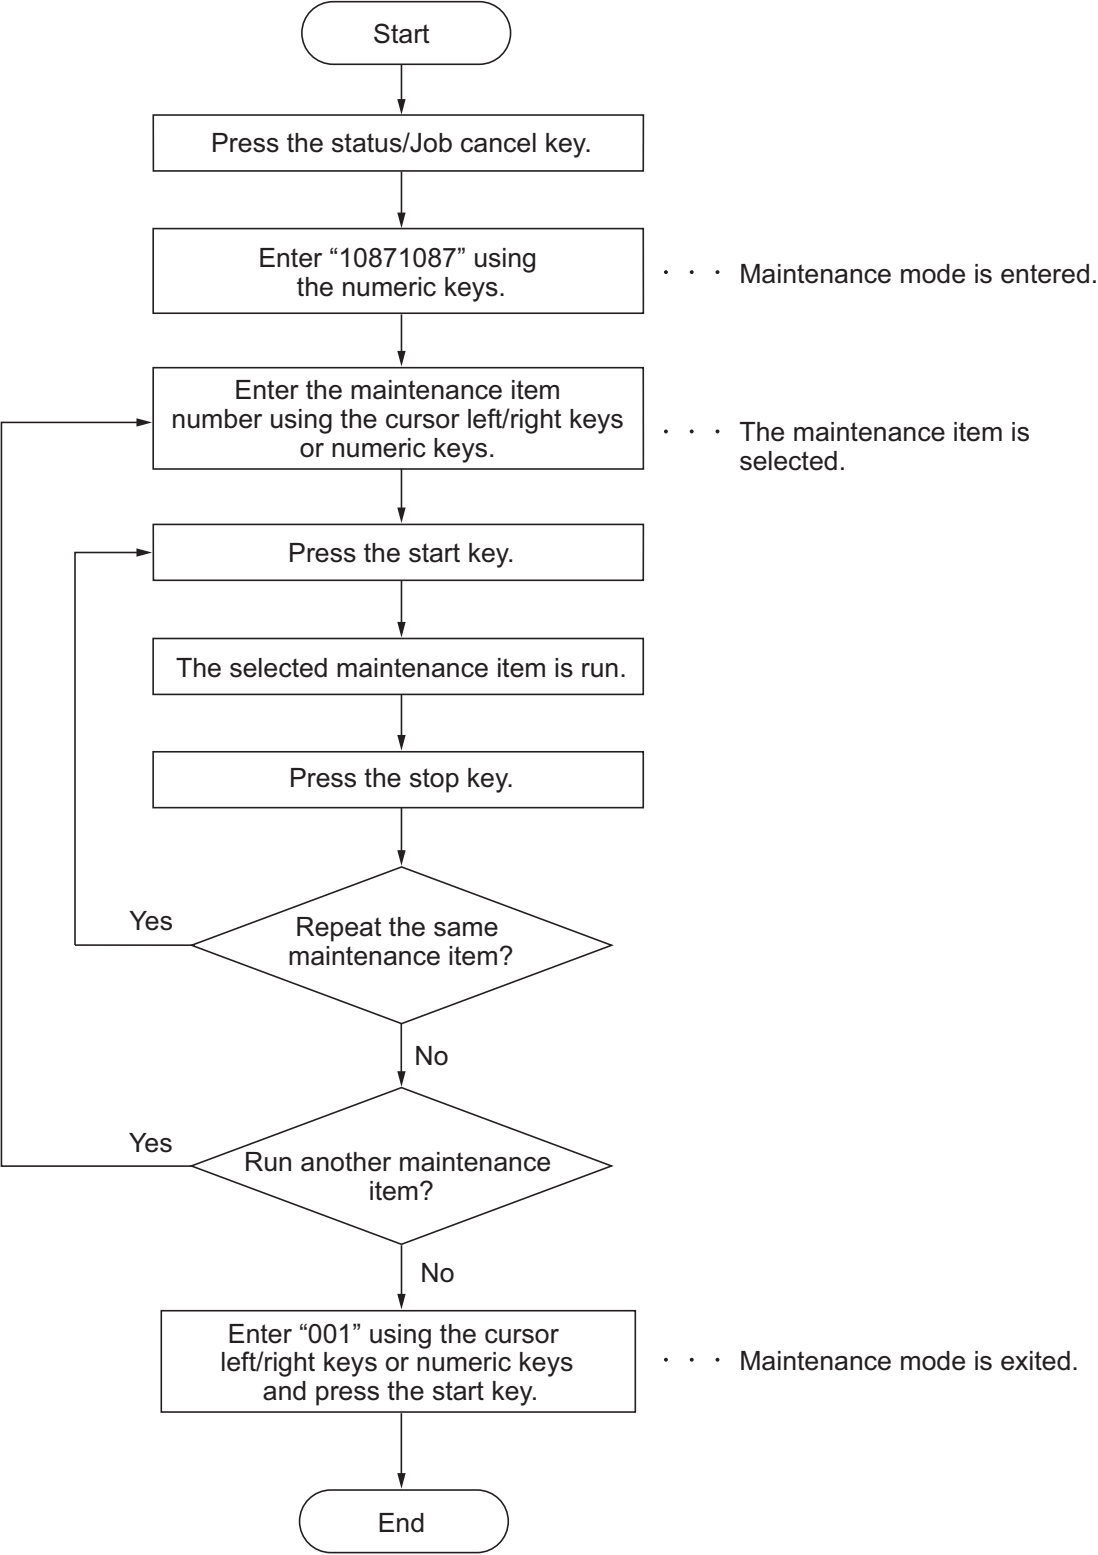 Start
Press the status/Job cancel key.
Enter “10871087” using
the numeric keys.
· · · Maintenance mode is entered.
Enter the maintenance item
number using the cursor left/right keys
or numeric keys.
· · · The maintenance item is
selected.
Press the start key.
The selected maintenance item is run.
Press the stop key.
Yes
Repeat the same
maintenance item?
No
Yes
Run another maintenance
item?
No
Enter “001” using the cursor
left/right keys or numeric keys
and press the start key.
· · · Maintenance mode is exited.
End